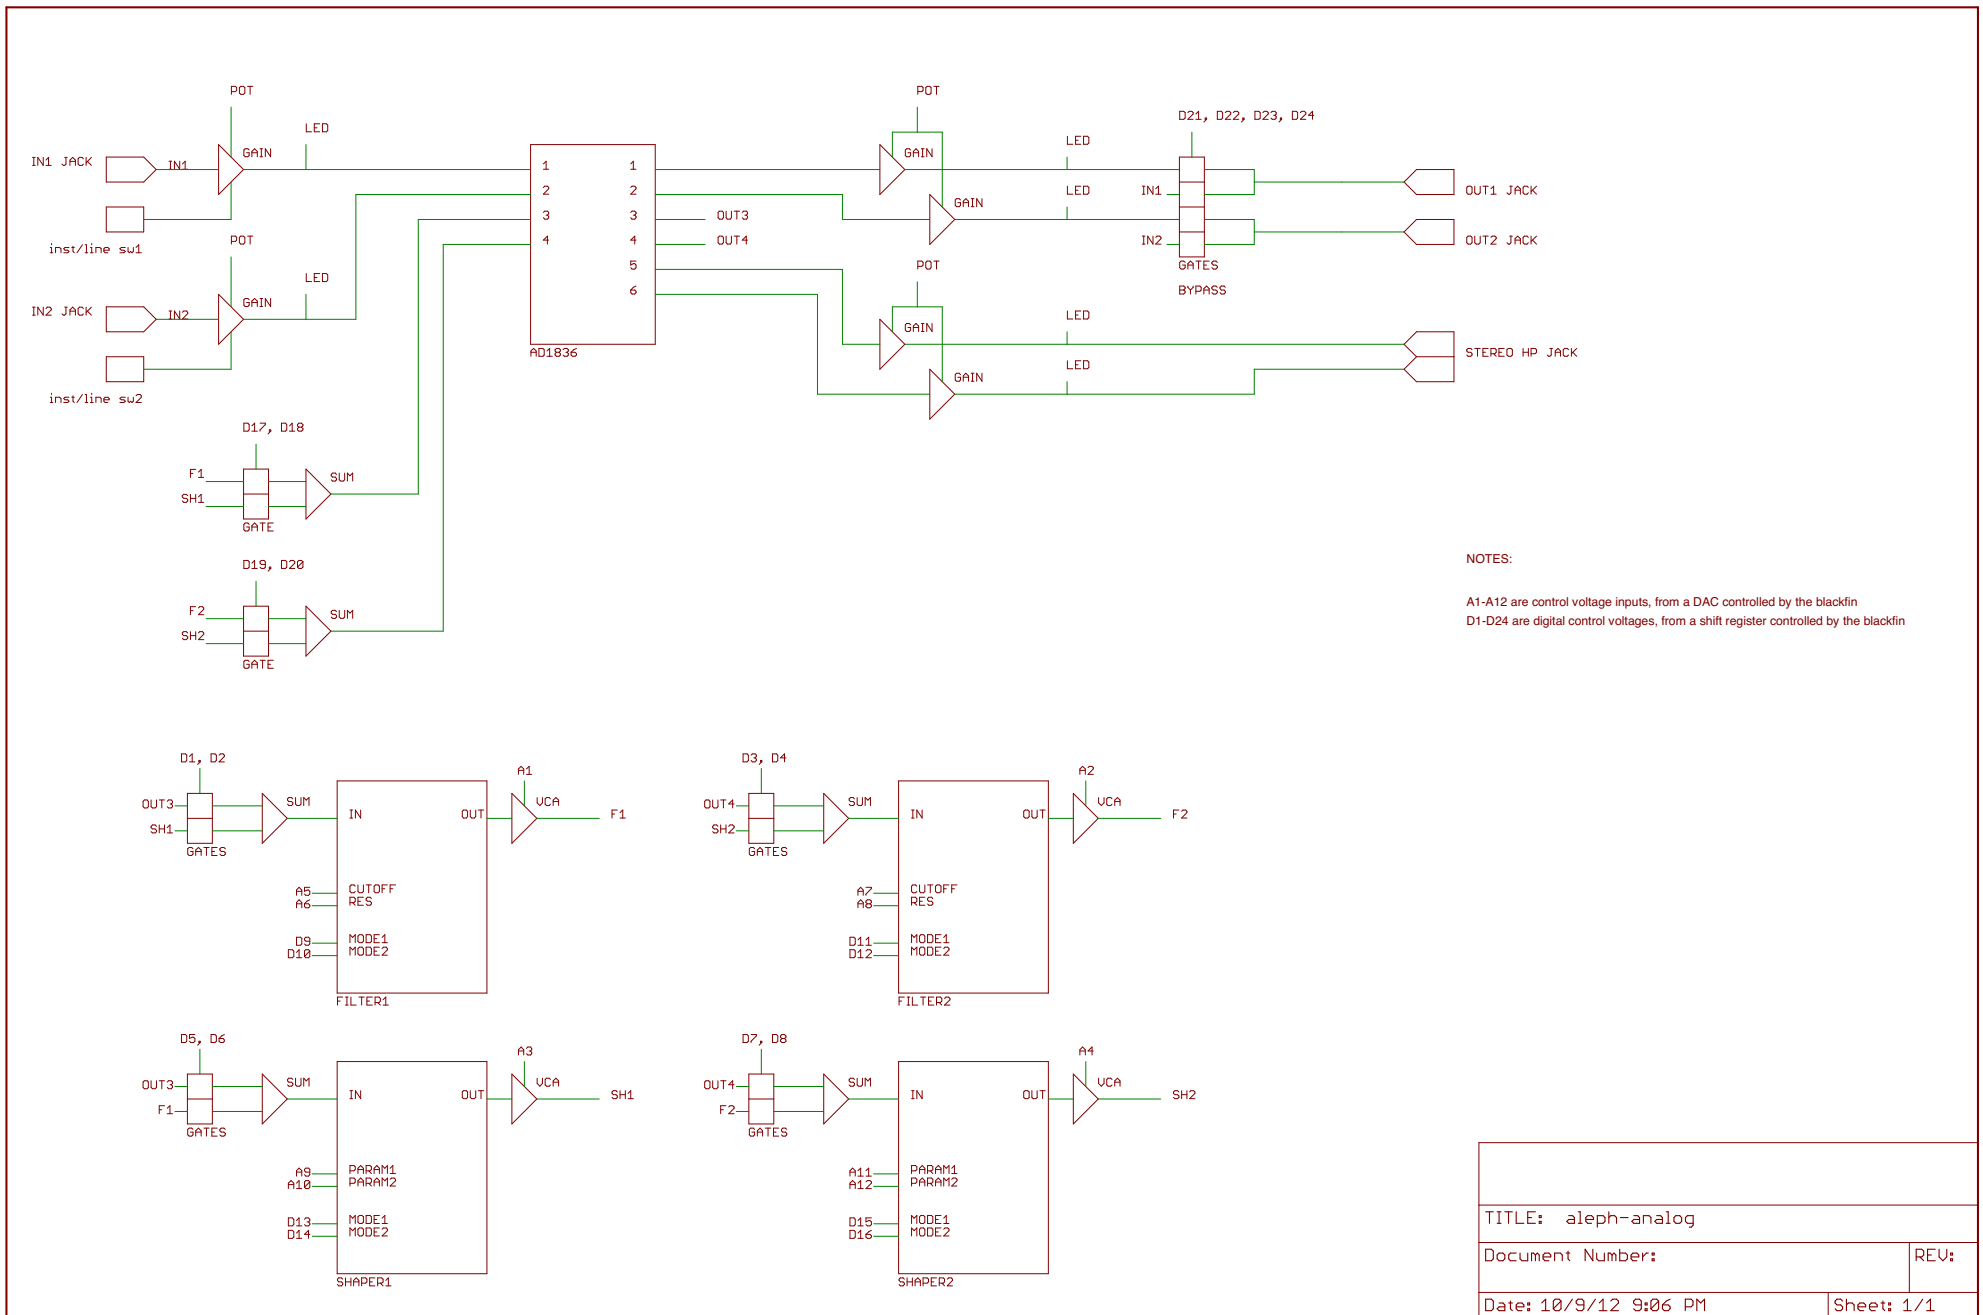 POT
POT
D21, D22, D23, D24
LED
LED
GAIN
GAIN
IN1 JACK
IN1
1
1
2
2
LED
IN1
OUT1 JACK
GAIN
3
3
OUT3
4
4
OUT4
IN2
OUT2 JACK
inst/line sw1
POT
5
POT
GATES
LED
6
BYPASS
GAIN
IN2 JACK
IN2
LED
GAIN
AD1836
STEREO HP JACK
LED
GAIN
inst/line sw2
D17, D18
F1
SUM
SH1
GATE
D19, D20
F2
SUM
SH2
GATE
NOTES:
A1-A12 are control voltage inputs, from a DAC controlled by the blackfin
D1-D24 are digital control voltages, from a shift register controlled by the blackfin
D1, D2
A1
OUT3
SUM
IN
OUT
VCA
F1
SH1
GATES
A5
CUTOFF
A6
RES
D9
MODE1
D10
MODE2
FILTER1
D3, D4
A2
OUT4
SUM
IN
OUT
VCA
F2
SH2
GATES
A7
CUTOFF
A8
RES
D11
MODE1
D12
MODE2
FILTER2
D5, D6
A3
OUT3
SUM
IN
OUT
VCA
SH1
F1
GATES
A9
PARAM1
A10
PARAM2
D13
MODE1
D14
MODE2
SHAPER1
D7, D8
A4
OUT4
SUM
IN
OUT
VCA
SH2
F2
GATES
A11
PARAM1
A12
PARAM2
D15
MODE1
D16
MODE2
SHAPER2
TITLE: aleph-analog
Document Number:
REV:
Date: 10/9/12 9:06 PM
Sheet: 1/1